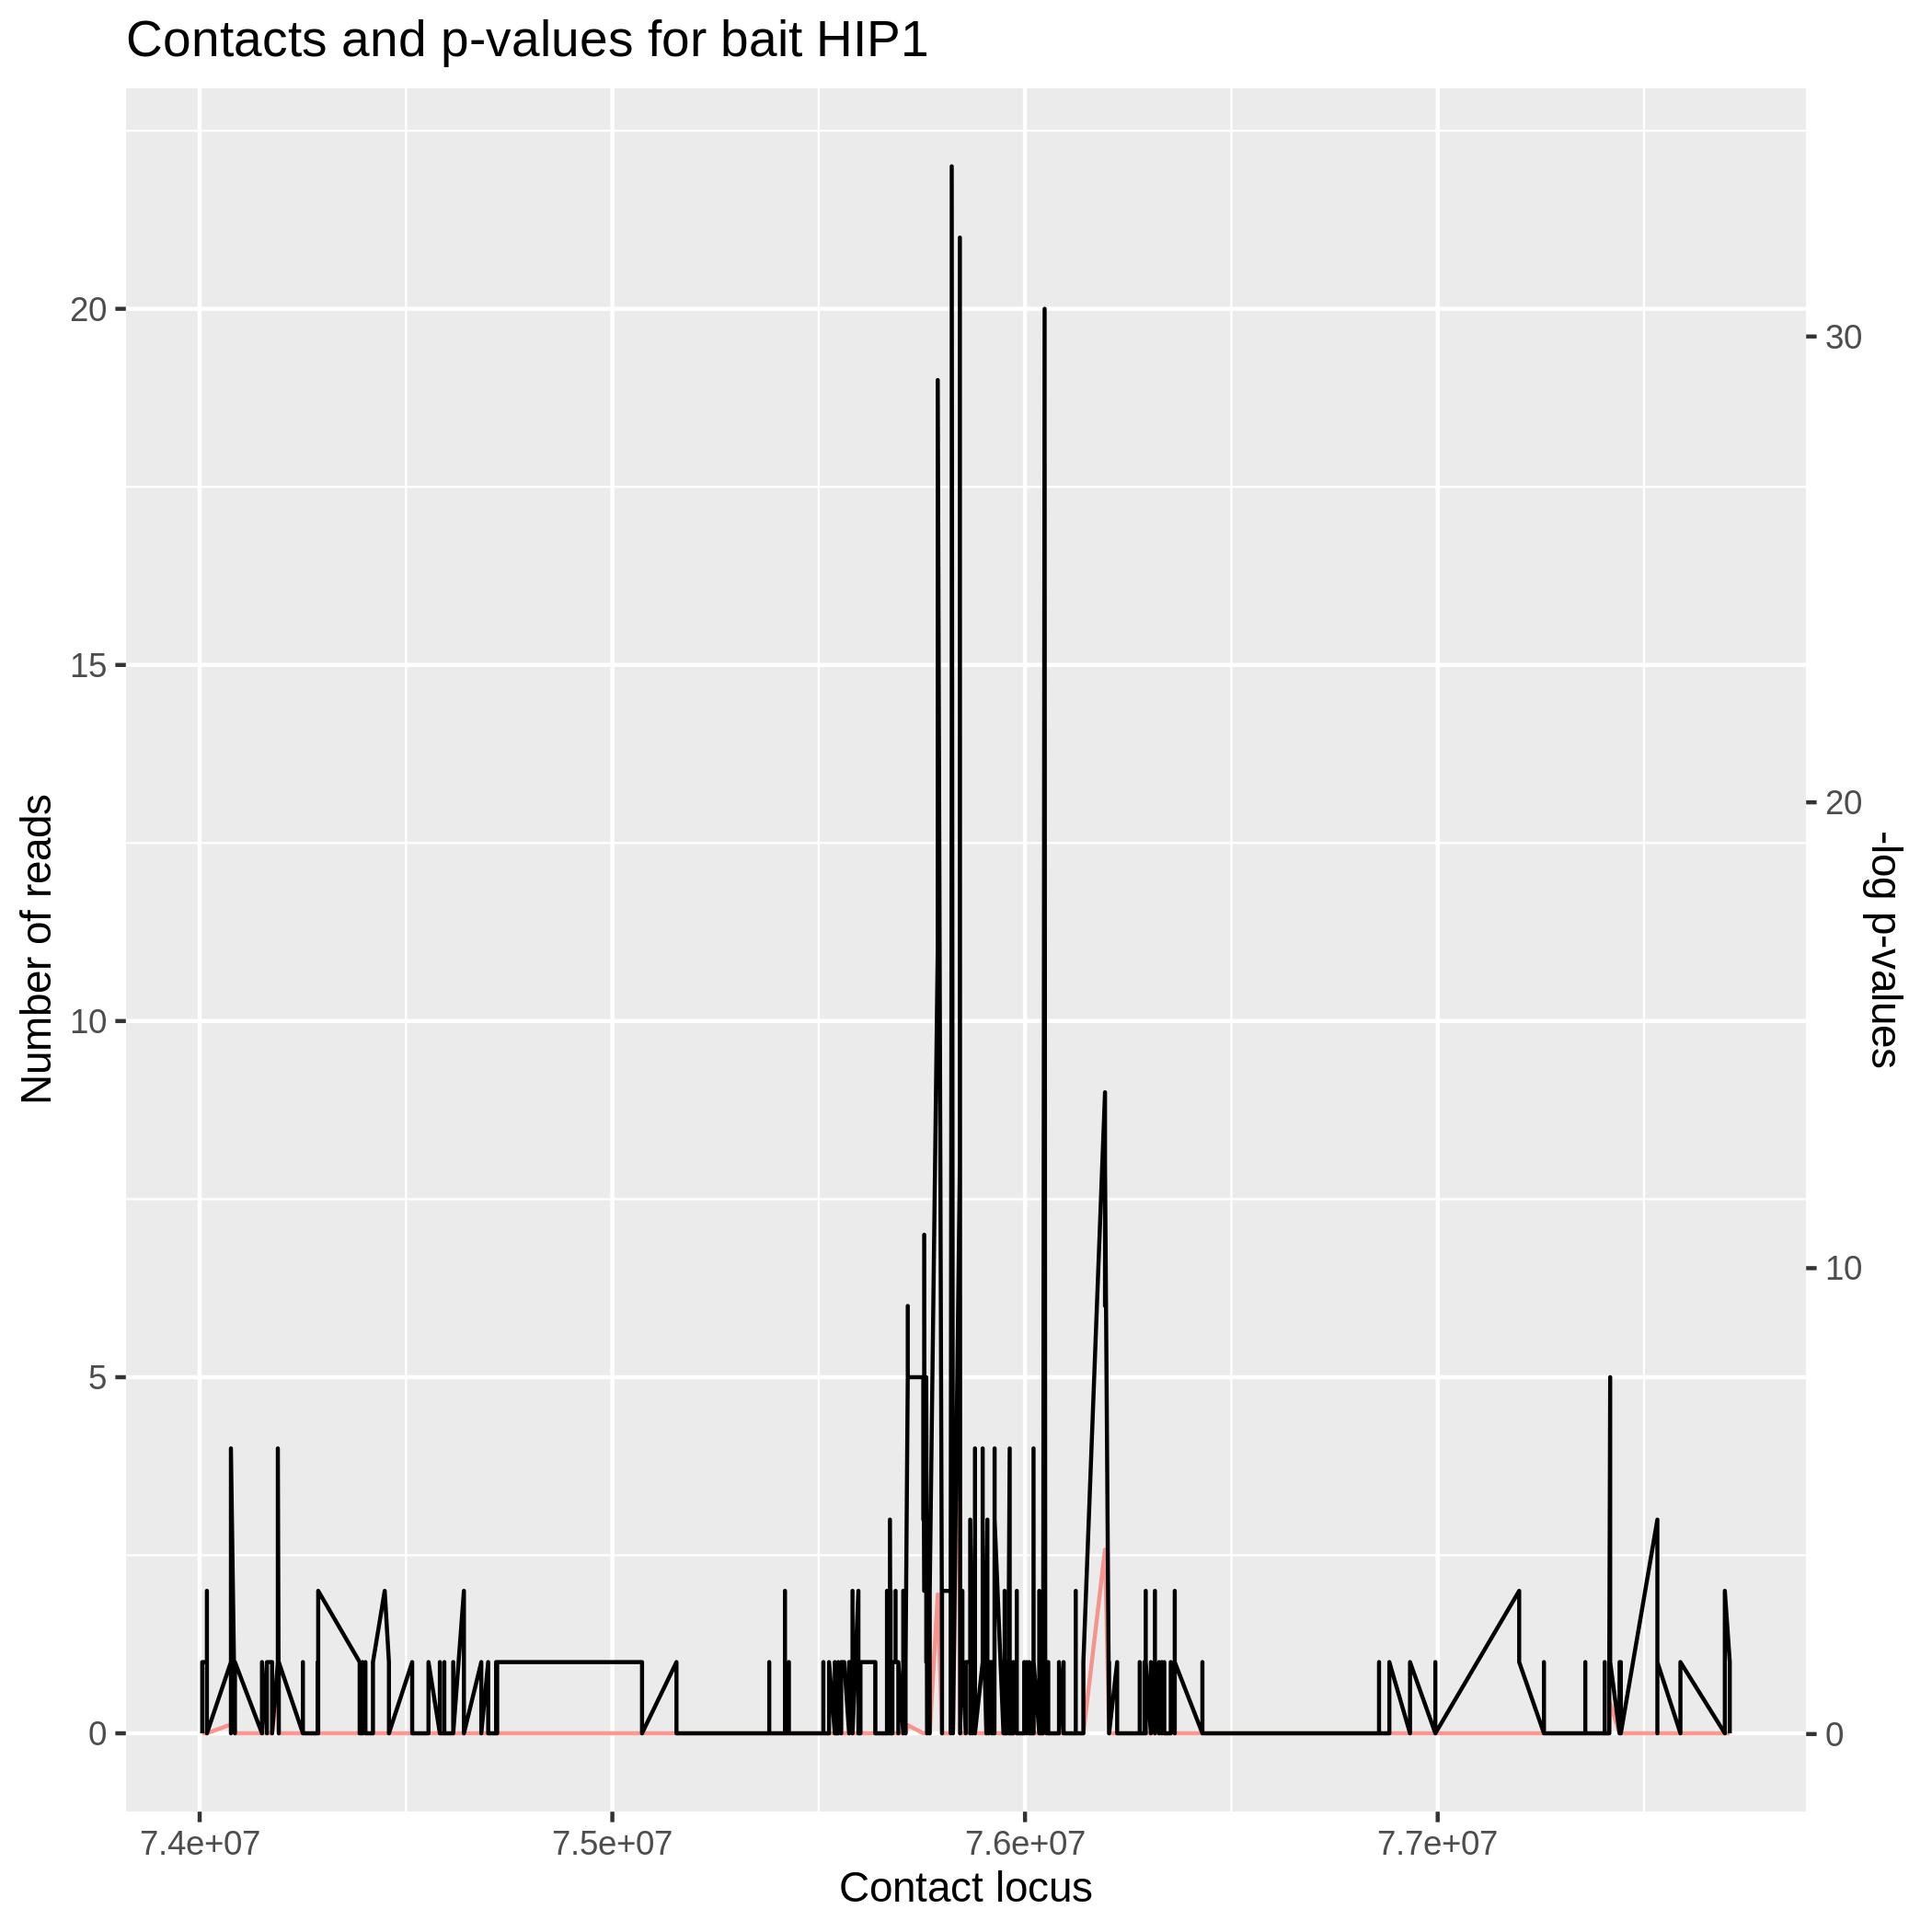 Contacts and p-values for bait HIP1
Number of reads
20
15
10
5
0
30
20
10
0
-log p-values
7.4e+07
7.5e+07
7.6e+07
7.7e+07
Contact locus